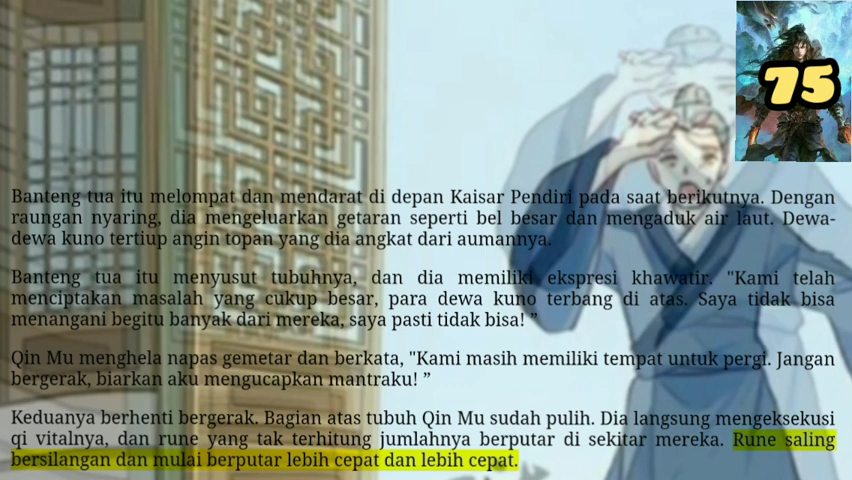 75
Banteng tua itu melompat dan mendarat di depan Kaisar Pendiri pada saat berikutnya. Dengan
raungan nyaring, dia mengeluarkan getaran seperti bel besar dan mengaduk air laut. Dewa-
dewa kuno tertiup angin topan yang dia angkat dari aumannya.
Banteng tua itu menyusut tubuhnya, dan dia memiliki ekspresi khawatir. "Kami telah
menciptakan masalah yang cukup besar, para dewa kuno terbang di atas. Saya tidak bisa
menangani begitu banyak dari mereka, saya pasti tidak bisa! ”
Qin Mu menghela napas gemetar dan berkata, "Kami masih memiliki tempat untuk pergi. Jangan
bergerak, biarkan aku mengucapkan mantraku! ”
Keduanya berhenti bergerak. Bagian atas tubuh Qin Mu sudah pulih. Dia langsung mengeksekusi
qi vitalnya, dan rune yang tak terhitung jumlahnya berputar di sekitar mereka. Rune saling
bersilangan dan mulai berputar lebih cepat dan lebih cepat.